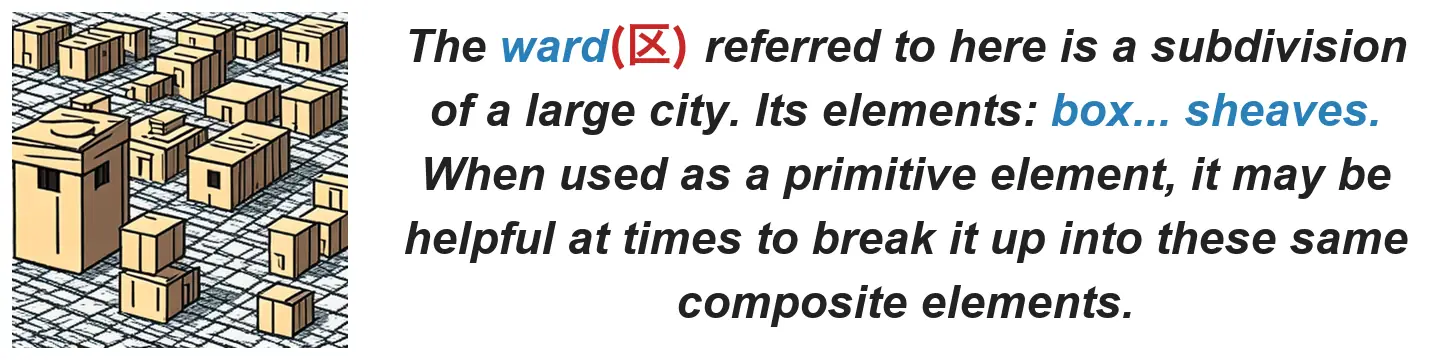 The ward(区) referred to here is a subdivision
of a large city. Its elements: box... sheaves.
When used as a primitive element, it may be
helpful at times to break it up into these same
composite elements.